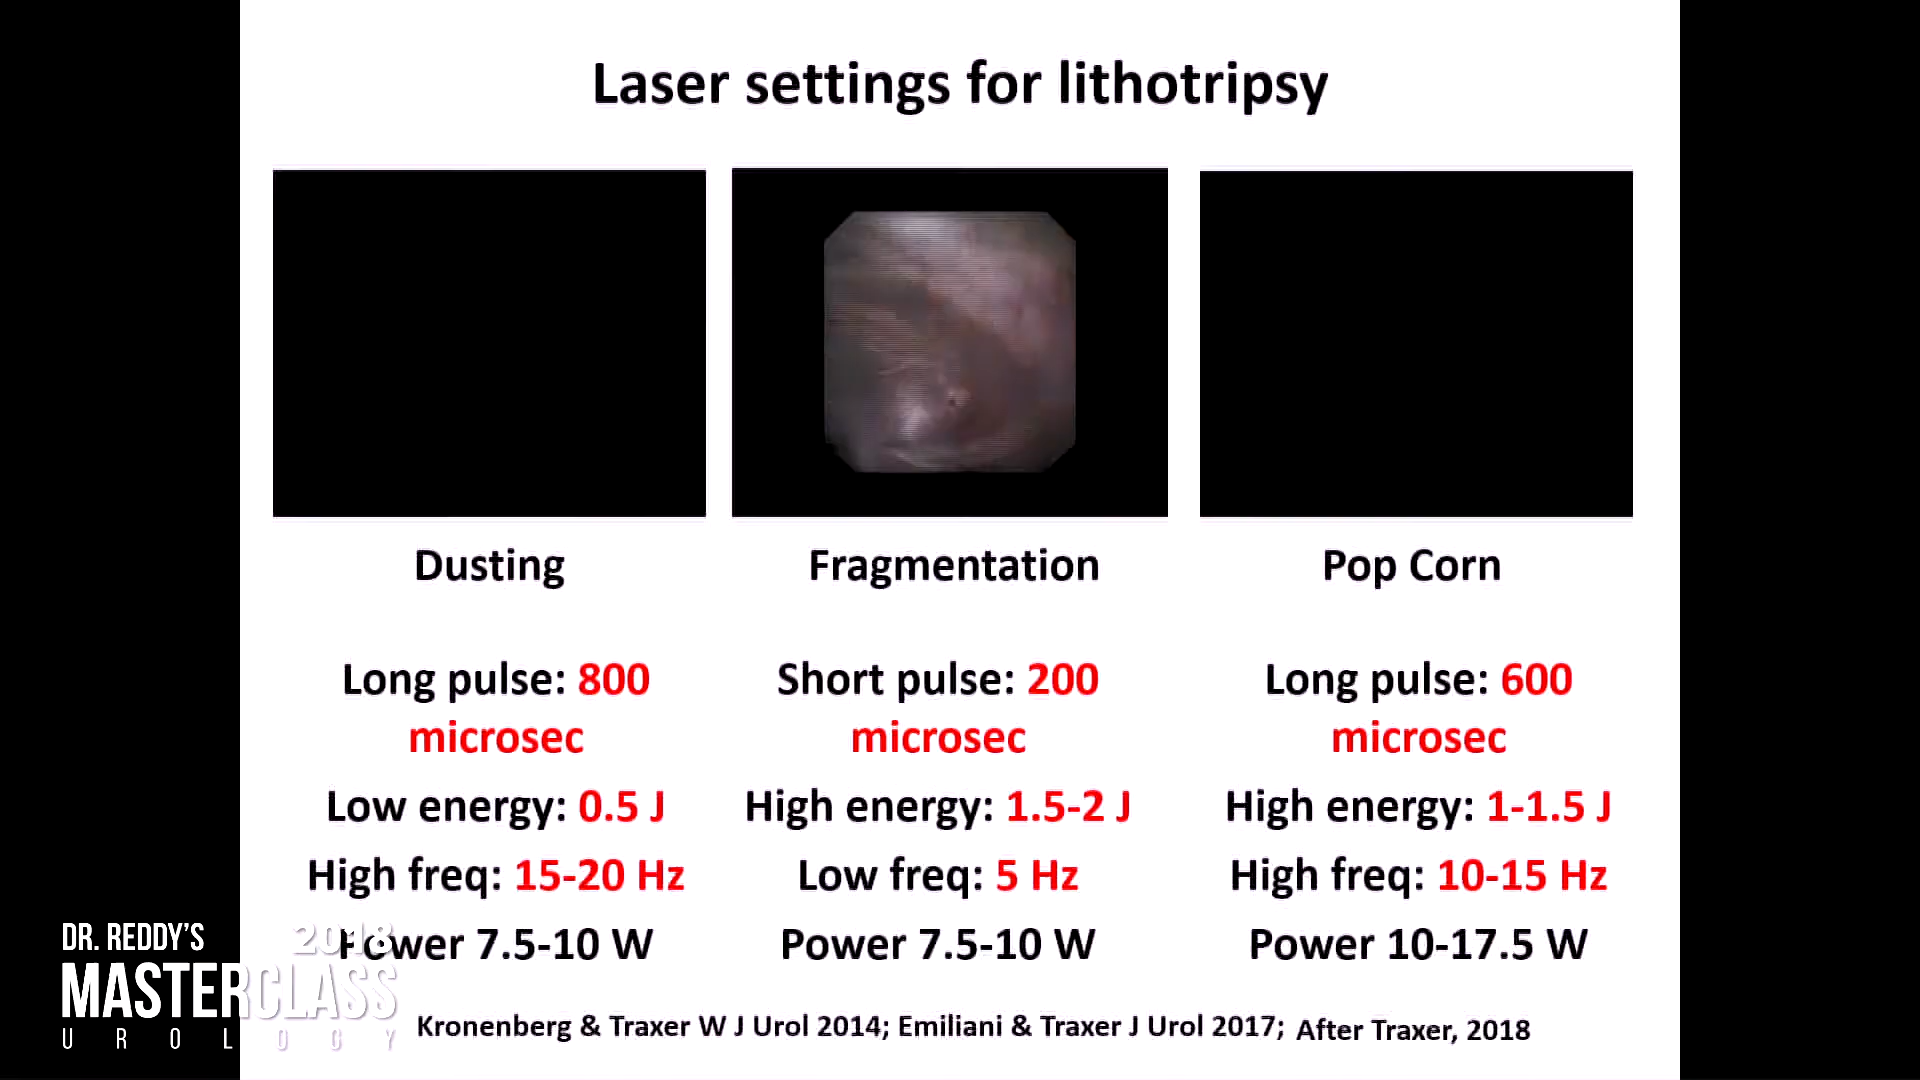 Laser settings for lithotripsy
Dusting
Long pulse: 800
microsec
Low energy: 0.5 J
High freq: 15-20 Hz
Power 7.5-10 W
Fragmentation
Short pulse: 200
microsec
High energy: 1.5-2 J
Low freq: 5 Hz
Power 7.5-10 W
Pop Corn
Long pulse: 600
microsec
High energy: 1-1.5 J
High freq: 10-15 Hz
Power 10-17.5 W
Kronenberg & Traxer W J Urol 2014; Emiliani & Traxer J Urol 2017; After Traxer, 2018
DR. REDDY'S 2018
MASTERCLASS
UROLOGY